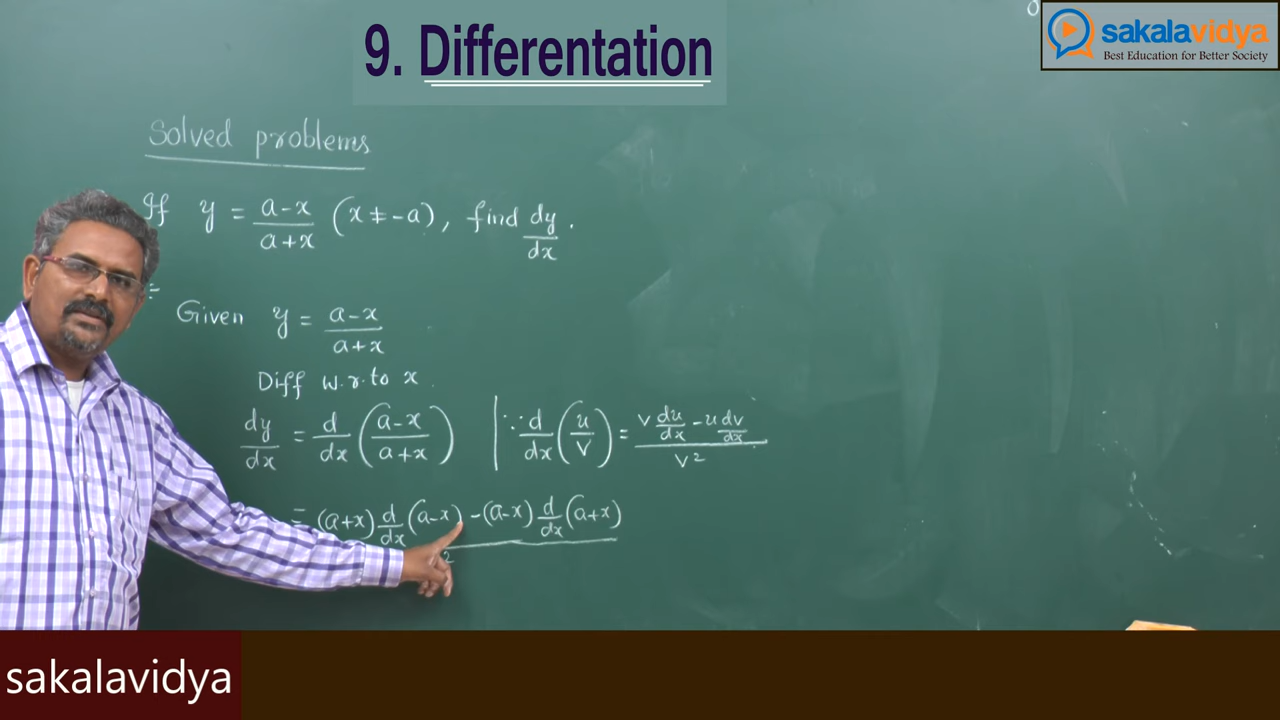 9. Differentation
sakalavidya
Best Education for Better Society
Solved problems
If y = (a-x)/(a+x) (x ≠ -a), find dy/dx.
Given y = (a-x)/(a+x)
Diff w.r.to x.
dy/dx = d/dx ((a-x)/(a+x)) | ∵ d/dx (u/v) = (v du/dx - u dv/dx)/v²
= ((a+x) d/dx (a-x) - (a-x) d/dx (a+x))/ ²
sakalavidya